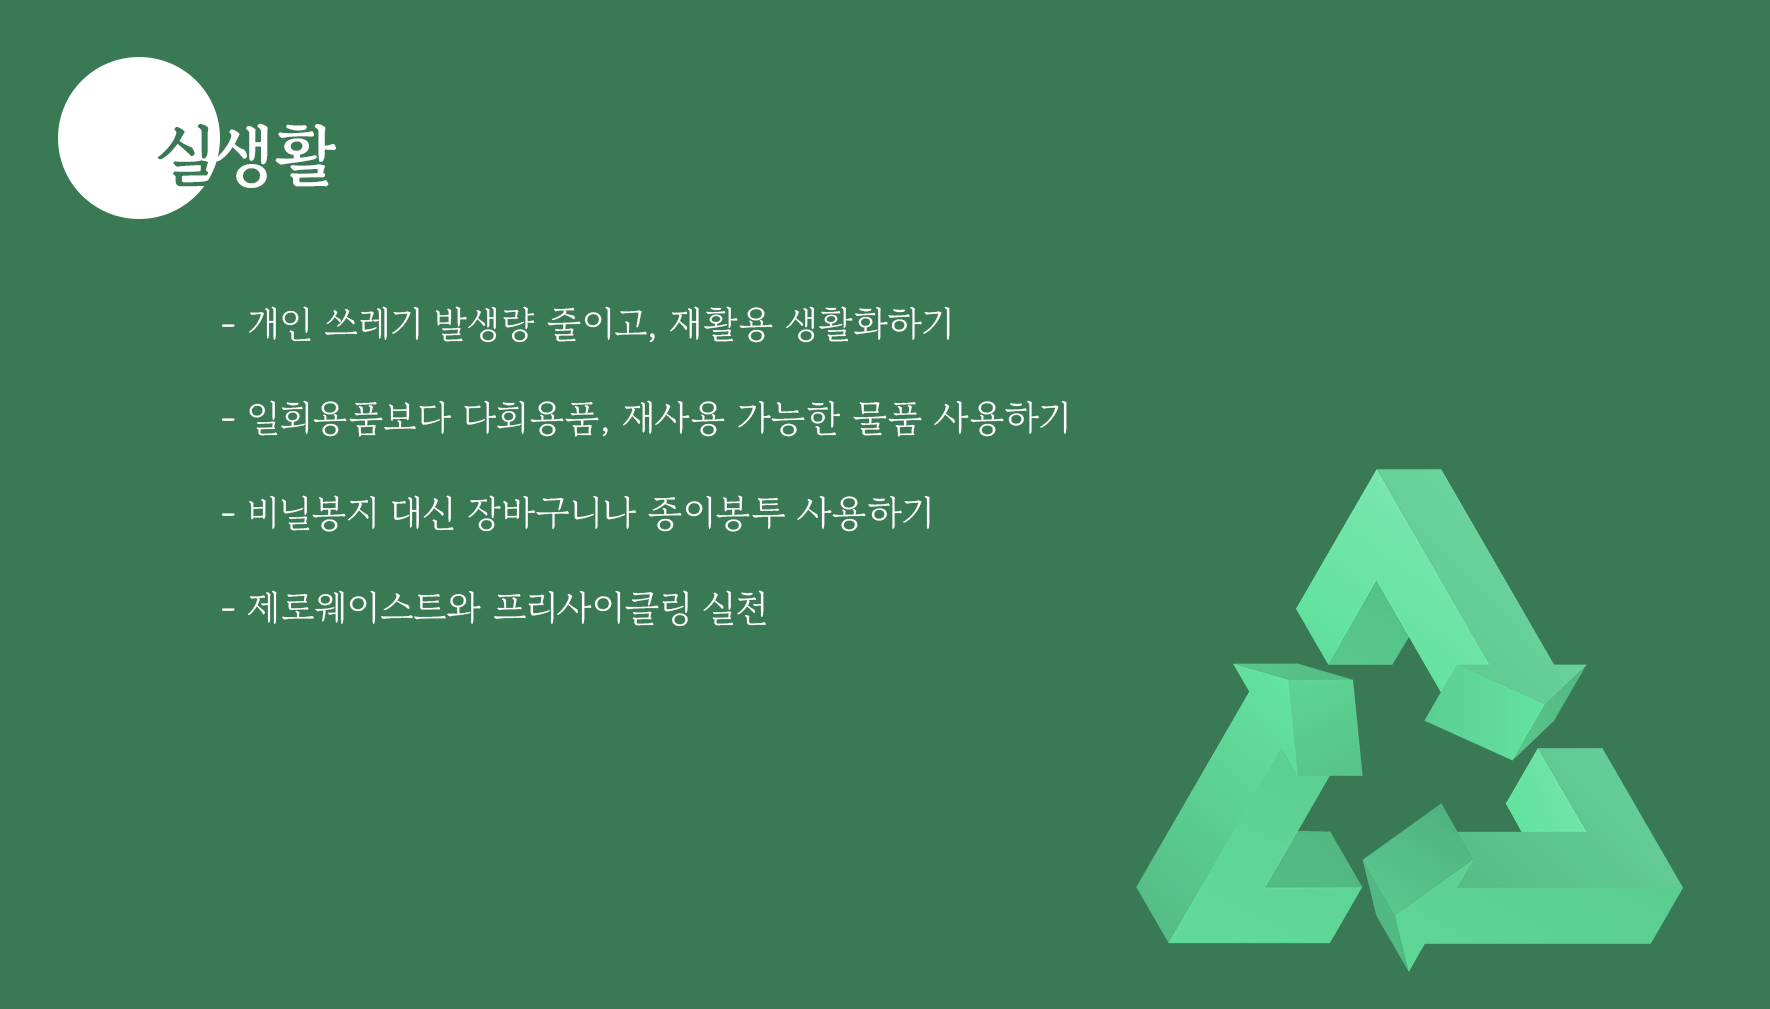 실생활
- 개인 쓰레기 발생량 줄이고, 재활용 생활화하기
- 일회용품보다 다회용품, 재사용 가능한 물품 사용하기
- 비닐봉지 대신 장바구니나 종이봉투 사용하기
- 제로웨이스트와 프리사이클링 실천